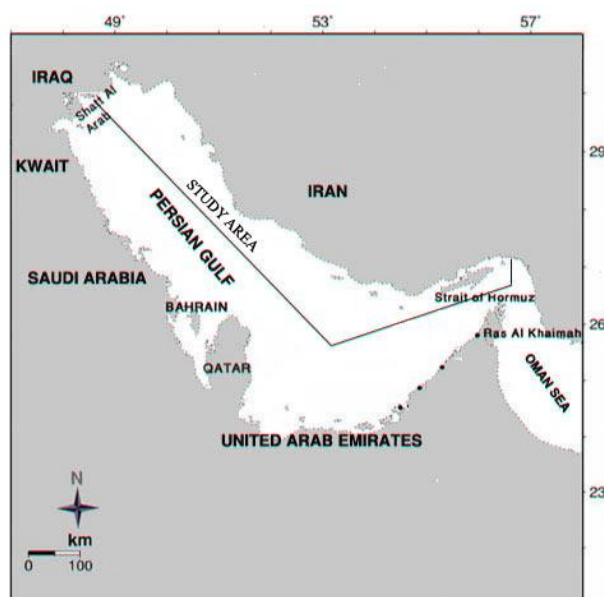 49˚
53˚
57˚
IRAQ
Shatt Al
Arab
29
KWAIT
IRAN
STUDY AREA
PERSIAN GULF
SAUDI ARABIA
BAHRAIN
Strait of Hormuz
26
Ras Al Khaimah
QATAR
OMAN SEA
UNITED ARAB EMIRATES
23
N
km
0 100